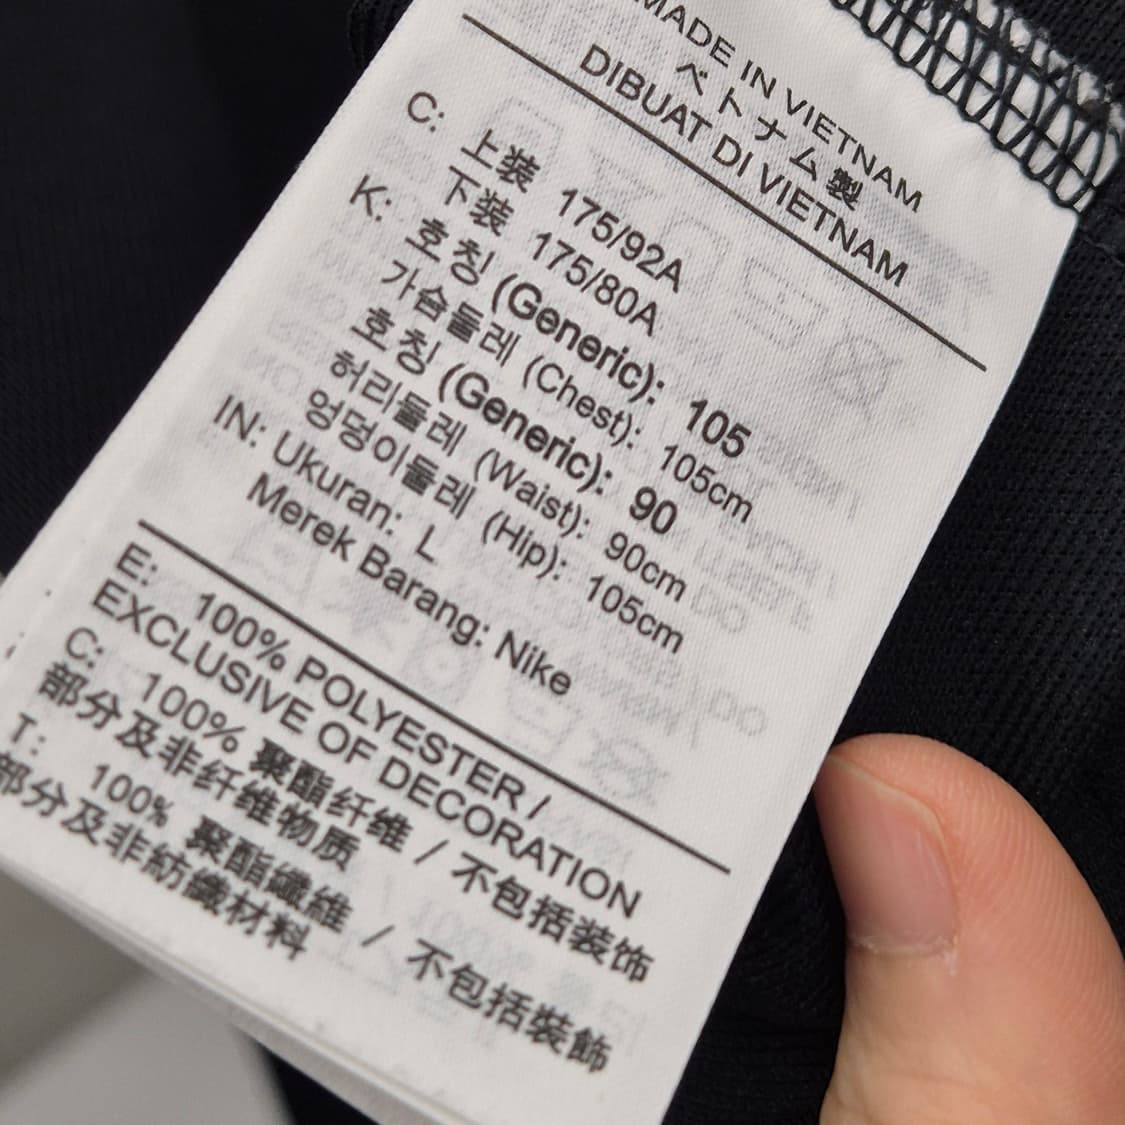 MADE IN VIETNAM
ベトナム製
DIBUAT DI VIETNAM
C: 上装 175/92A
下装 175/80A
K: 호칭 (Generic): 105
가슴둘레 (Chest): 105cm
호칭 (Generic): 90
허리둘레 (Waist): 90cm
엉덩이둘레 (Hip): 105cm
IN: Ukuran: L
Merek Barang: Nike
E: 100% POLYESTER /
EXCLUSIVE OF DECORATION
C: 100% 聚酯纤维 / 不包括装饰
部分及非纤维物质
T: 100% 聚酯纖維 / 不包括裝飾
部分及非紡織材料